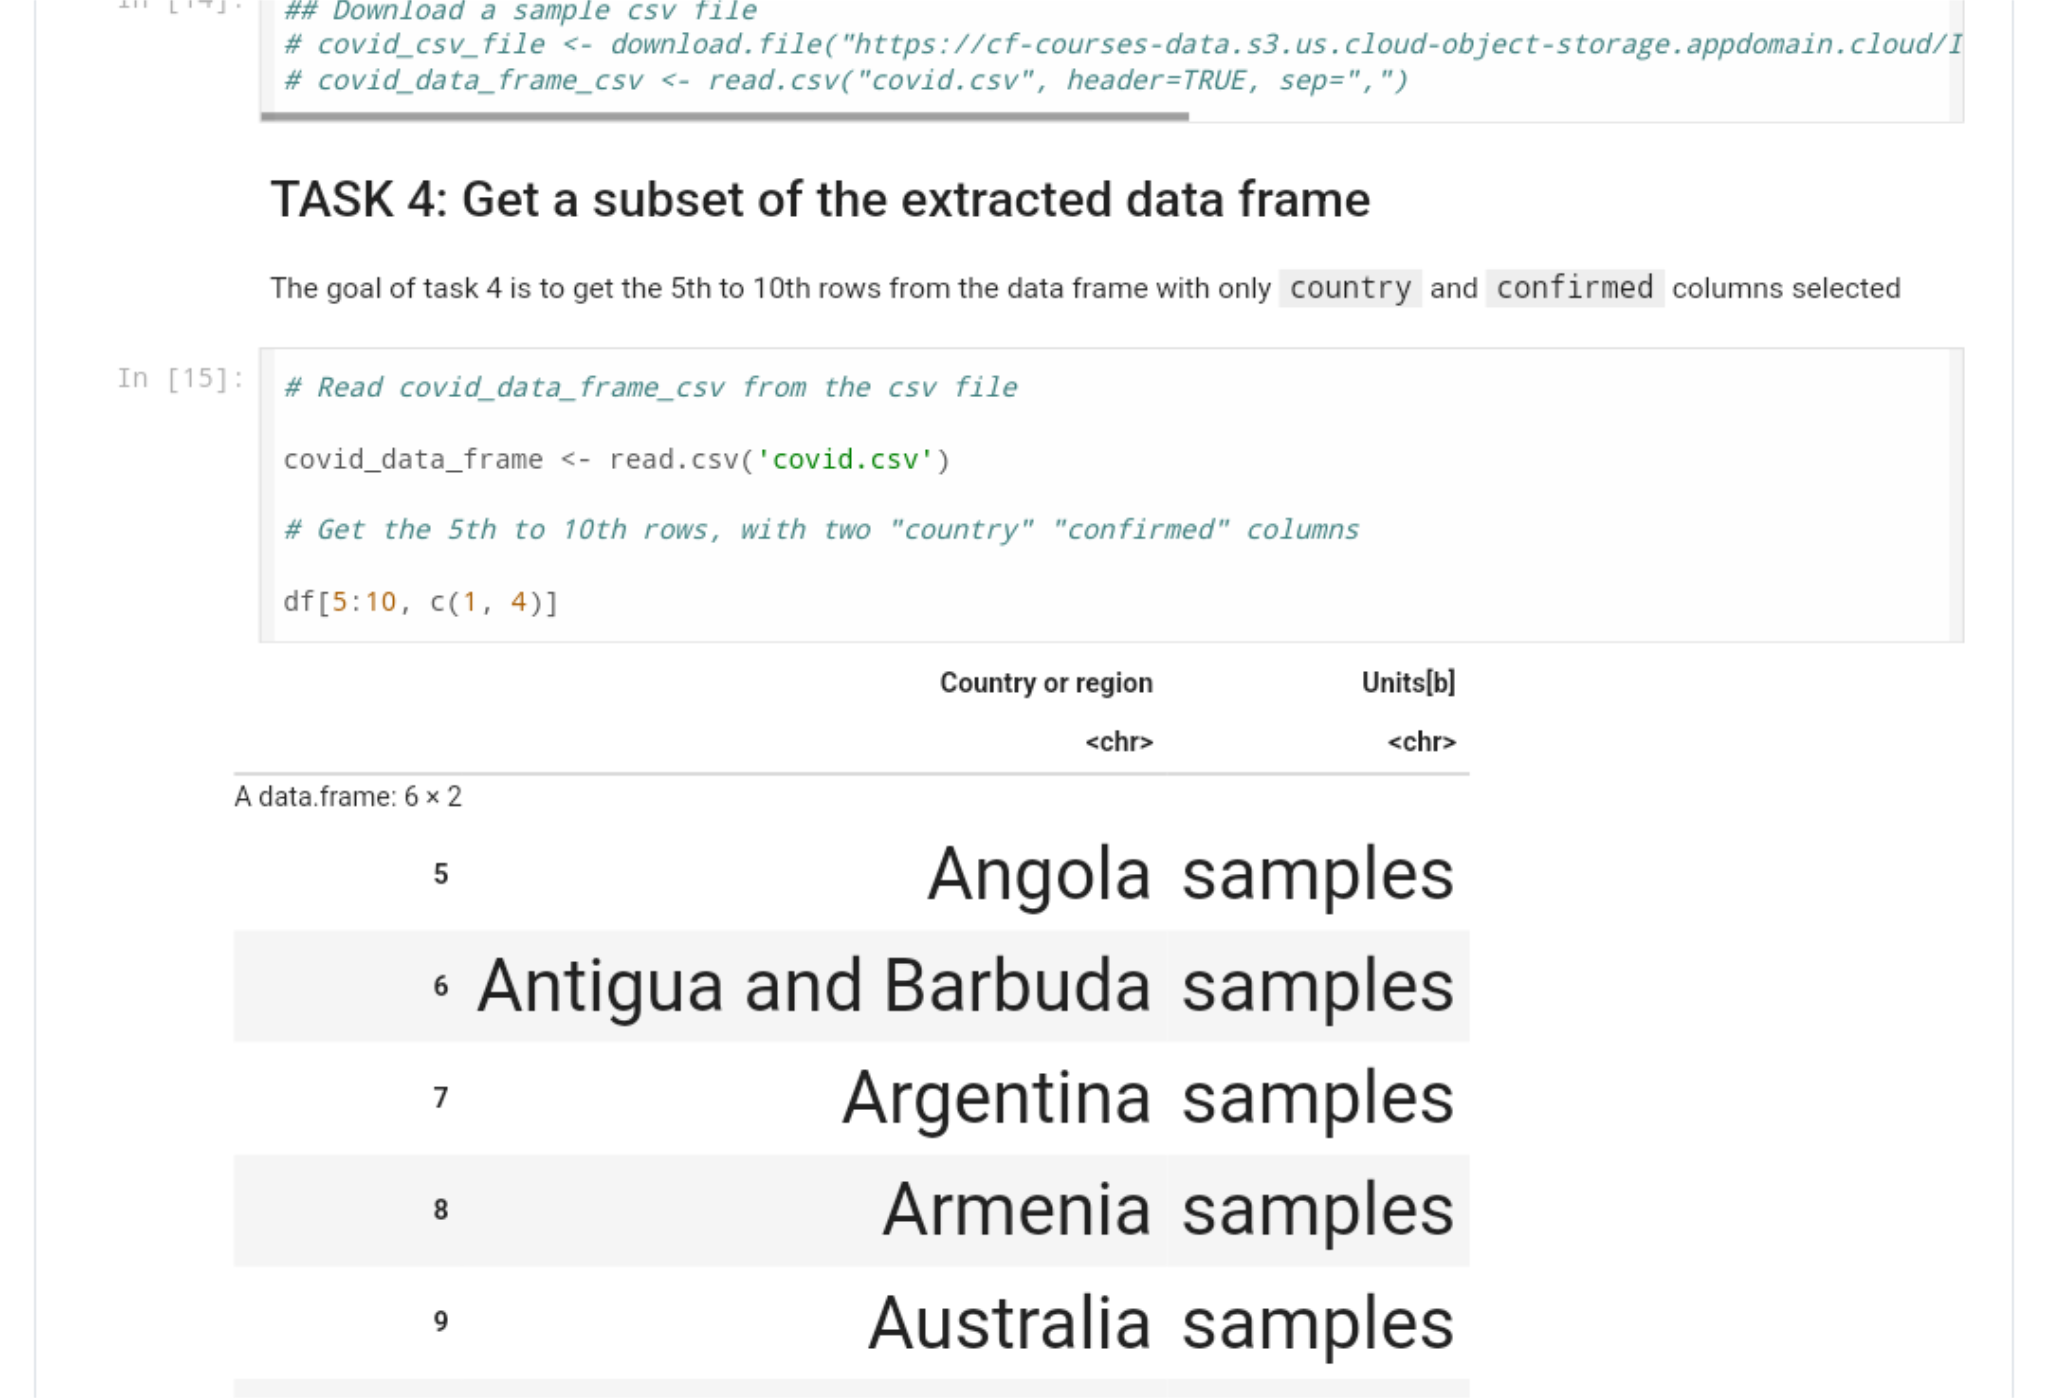 In [14]:
## Download a sample csv file
# covid_csv_file <- download.file("https://cf-courses-data.s3.us.cloud-object-storage.appdomain.cloud/I
# covid_data_frame_csv <- read.csv("covid.csv", header=TRUE, sep=",")
TASK 4: Get a subset of the extracted data frame
The goal of task 4 is to get the 5th to 10th rows from the data frame with only country and confirmed columns selected
In [15]:
# Read covid_data_frame_csv from the csv file
covid_data_frame <- read.csv('covid.csv')
# Get the 5th to 10th rows, with two "country" "confirmed" columns
df[5:10, c(1, 4)]
Country or region Units[b]
<chr> <chr>
A data.frame: 6 × 2
5 Angola samples
6 Antigua and Barbuda samples
7 Argentina samples
8 Armenia samples
9 Australia samples